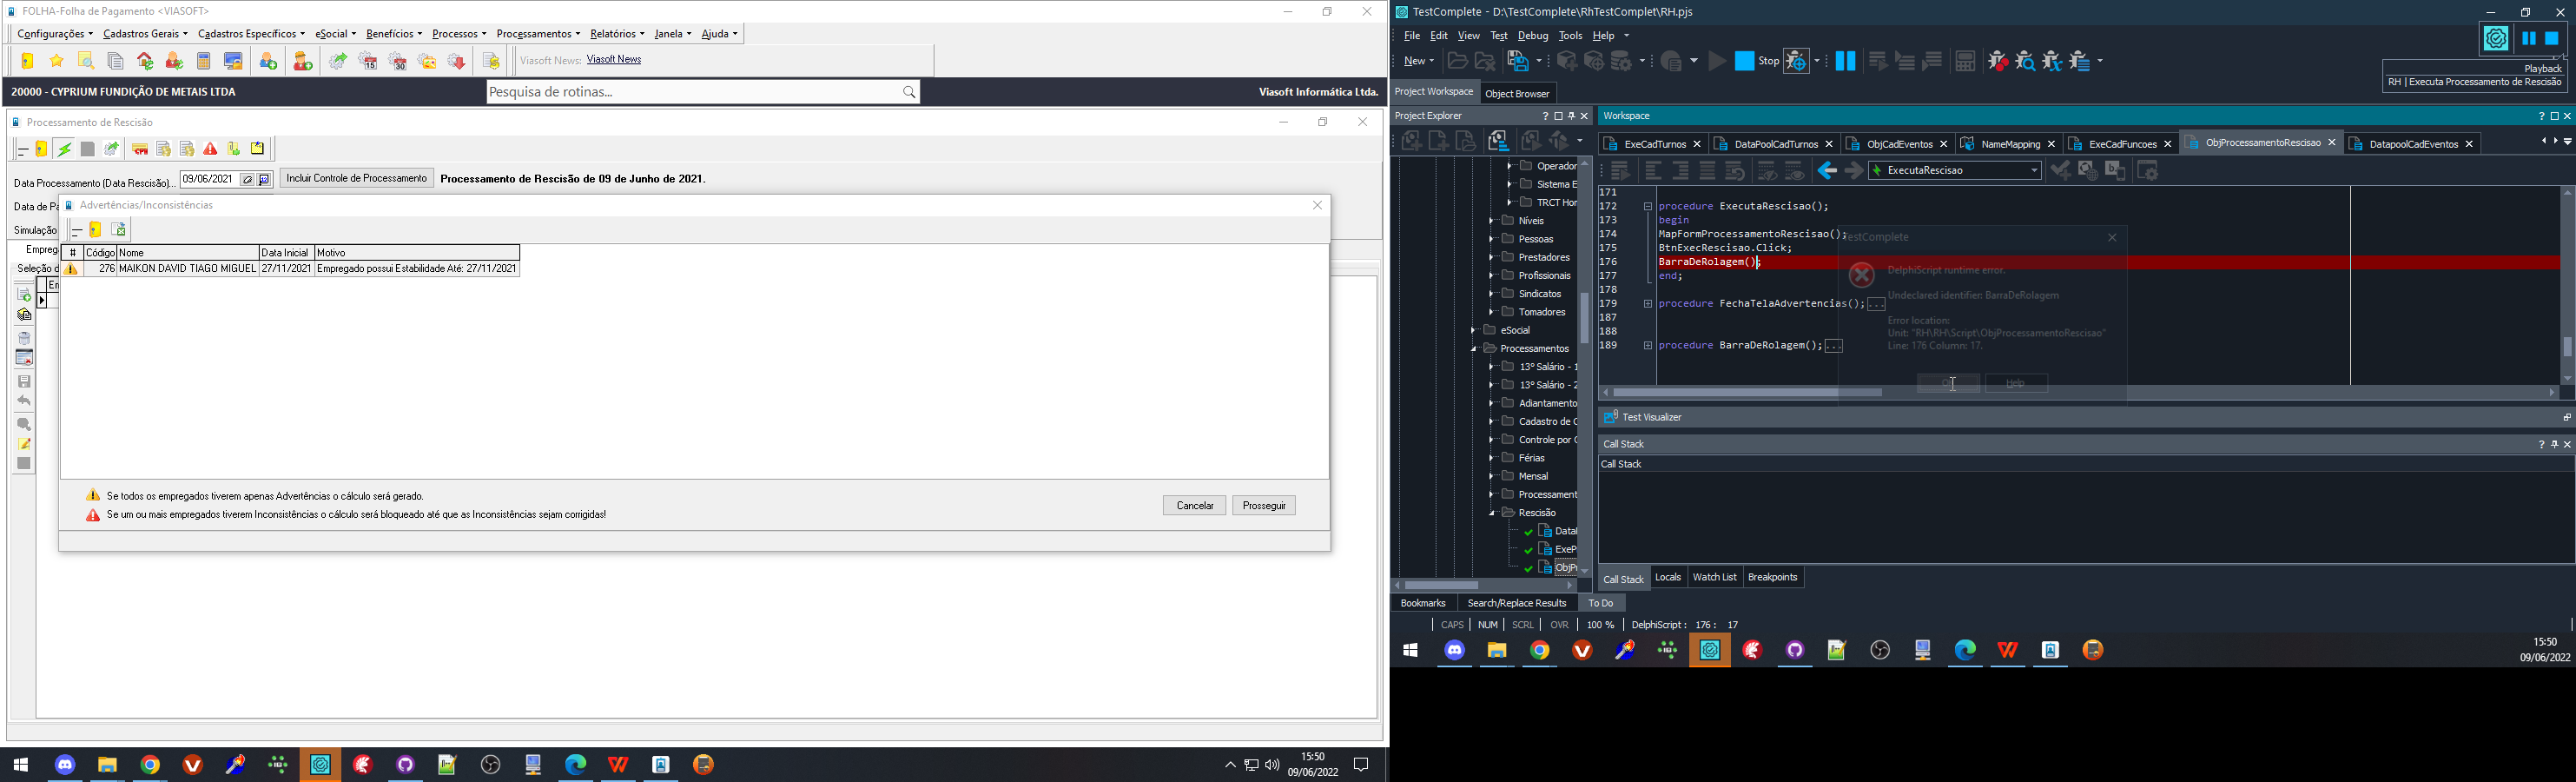 FOLHA-Folha de Pagamento <VIASOFT>
Configurações Cadastros Gerais Cadastros Específicos eSocial Benefícios Processos Processamentos Relatórios Janela Ajuda
Viasoft News: Viasoft News
20000 - CYPRIUM FUNDIÇÃO DE METAIS LTDA
Pesquisa de rotinas...
Viasoft Informática Ltda.
Processamento de Rescisão
Data Processamento (Data Rescisão)... 09/06/2021 Incluir Controle de Processamento Processamento de Rescisão de 09 de Junho de 2021.
Data de Pa
Simulação
Empreg
Seleção d
En
Advertências/Inconsistências
# Código Nome Data Inicial Motivo
276 MAIKON DAVID TIAGO MIGUEL 27/11/2021 Empregado possui Estabilidade Até: 27/11/2021
Se todos os empregados tiverem apenas Advertências o cálculo será gerado.
Se um ou mais empregados tiverem Inconsistências o cálculo será bloqueado até que as Inconsistências sejam corrigidas!
Cancelar Prosseguir
15:50
09/06/2022
TestComplete - D:\TestComplete\RhTestComplet\RH.pjs
File Edit View Test Debug Tools Help
New Stop
Playback
RH | Executa Processamento de Rescisão
Project Workspace Object Browser
Project Explorer
Workspace
ExeCadTurnos DataPoolCadTurnos ObjCadEventos NameMapping ExeCadFuncoes ObjProcessamentoRescisao DatapoolCadEventos
ExecutaRescisao
Operador
Sistema E
TRCT Hor
Níveis
Pessoas
Prestadores
Profissionais
Sindicatos
Tomadores
eSocial
Processamentos
13º Salário - 1
13º Salário - 2
Adiantamento
Cadastro de C
Controle por C
Férias
Mensal
Processament
Rescisão
Datal
ExeP
ObjPr
171
172 procedure ExecutaRescisao();
173 begin
174 MapFormProcessamentoRescisao();
175 BtnExecRescisao.Click;
176 BarraDeRolagem();
177 end;
178
179 procedure FechaTelaAdvertencias();...
187
188
189 procedure BarraDeRolagem();...
TestComplete
DelphiScript runtime error.
Undeclared identifier: BarraDeRolagem
Error location:
Unit: "RH\RH\Script\ObjProcessamentoRescisao"
Line: 176 Column: 17.
Help
Test Visualizer
Call Stack
Call Stack
Call Stack Locals Watch List Breakpoints
Bookmarks Search/Replace Results To Do
CAPS NUM SCRL OVR 100 % DelphiScript : 176 : 17
15:50
09/06/2022